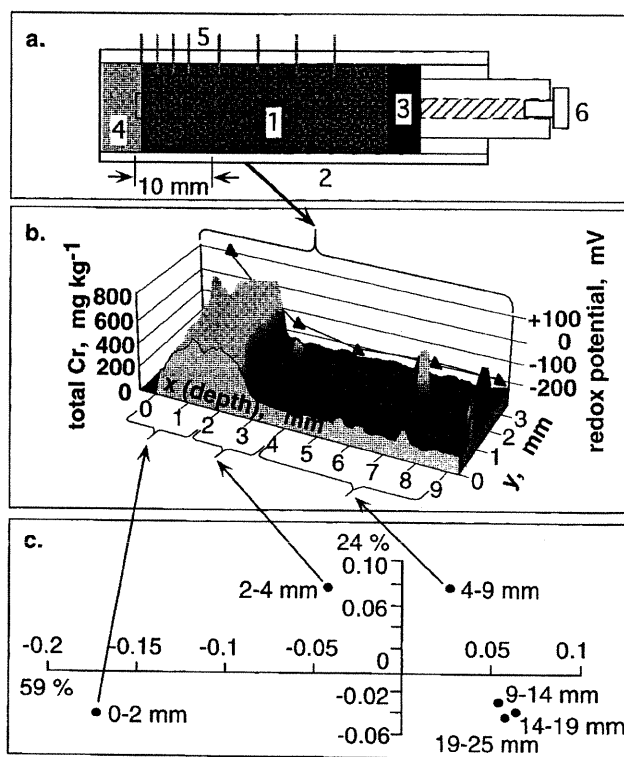 a.
5
4
1
3
6
2
10 mm
b.
total Cr, mg kg-1
800
600
400
200
0
x (depth), mm
0 1 2 3 4 5 6 7 8 9
0 1 2 3
y, mm
+100
0
-100
-200
redox potential, mV
c.
24 %
0.10
0.06
0
-0.02
-0.06
-0.2 -0.15 -0.1 -0.05 0.05 0.1
59 %
2-4 mm
4-9 mm
0-2 mm
9-14 mm
14-19 mm
19-25 mm